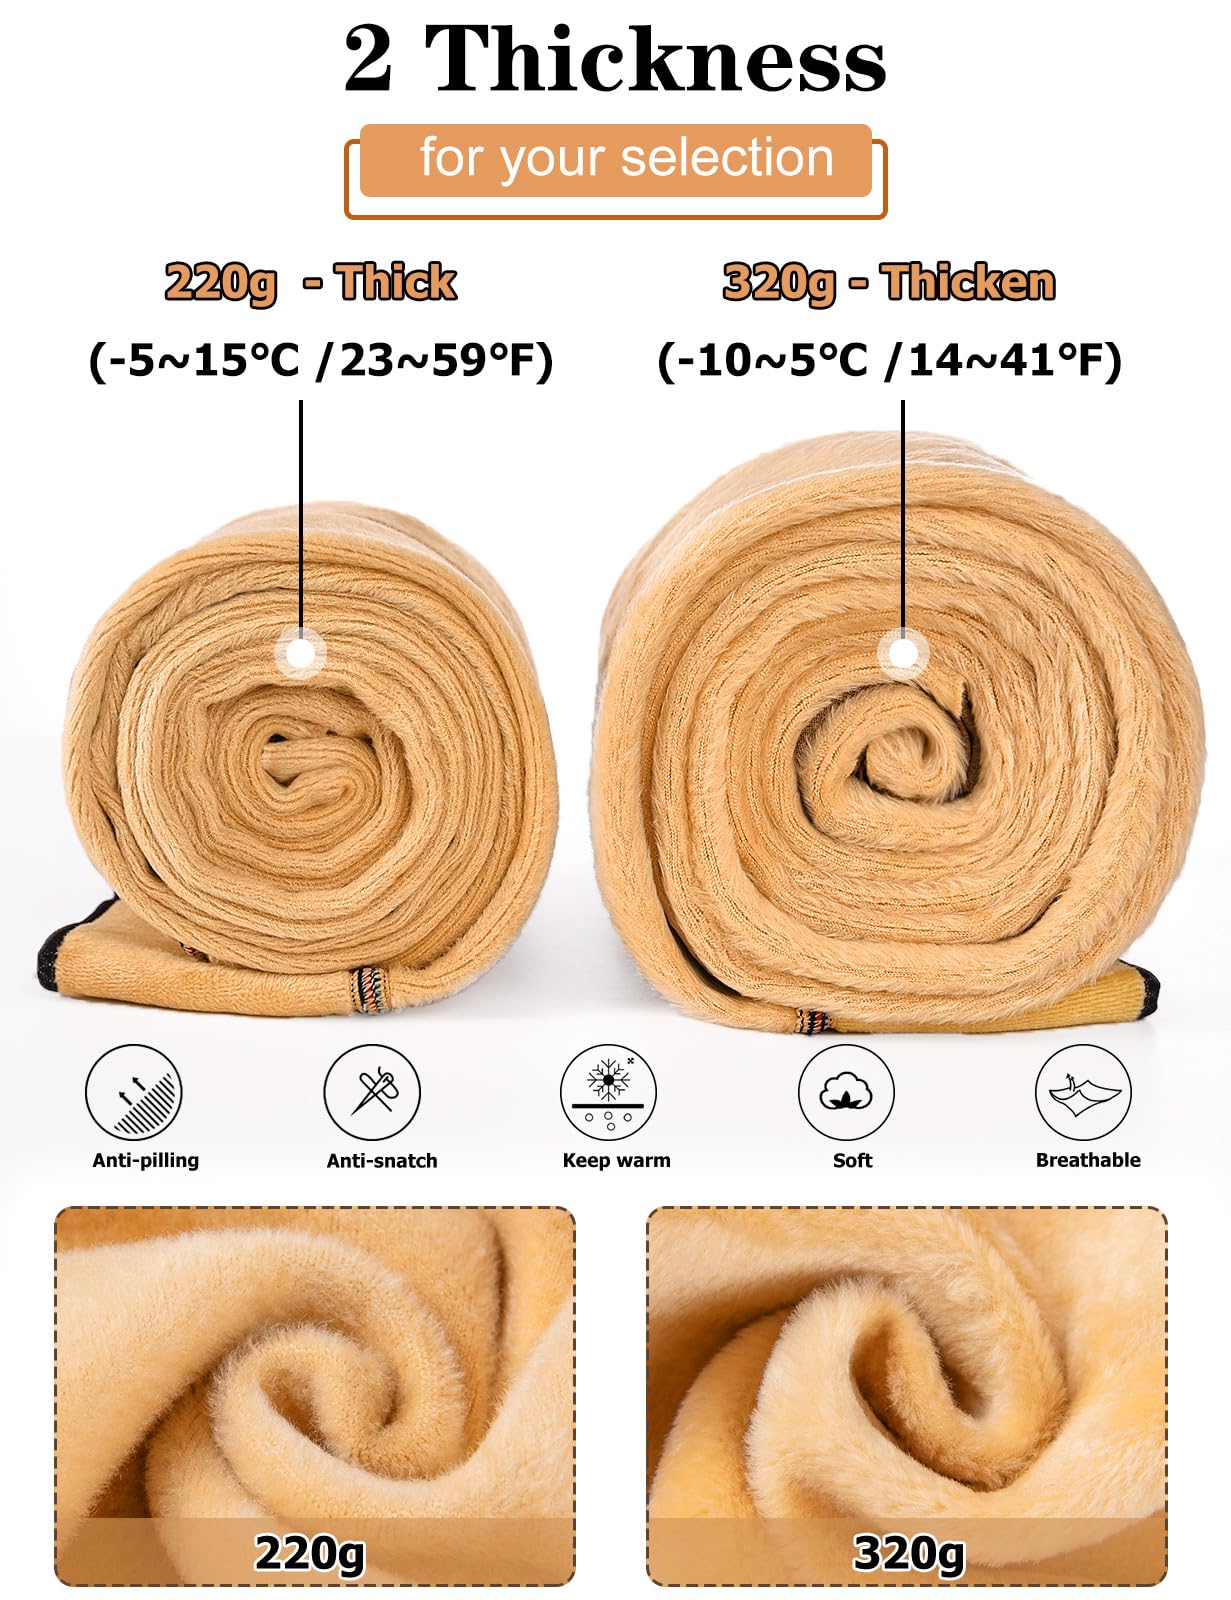 2 Thickness
for your selection
220g - Thick
320g - Thicken
(-5~15°C /23~59°F)
(-10~5°C /14~41°F)
Anti-pilling
Anti-snatch
Keep warm
Soft
Breathable
220g
320g